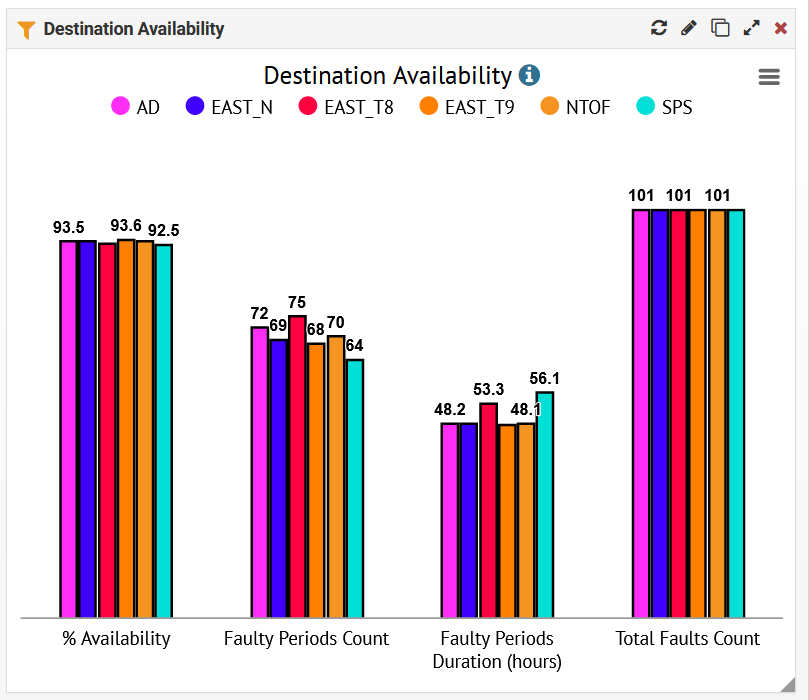 Destination Availability
Destination Availability
AD EAST_N EAST_T8 EAST_T9 NTOF SPS
93.5 93.6 92.5
72 69 75 68 70 64
48.2 53.3 48.1 56.1
101 101 101
% Availability
Faulty Periods Count
Faulty Periods
Duration (hours)
Total Faults Count